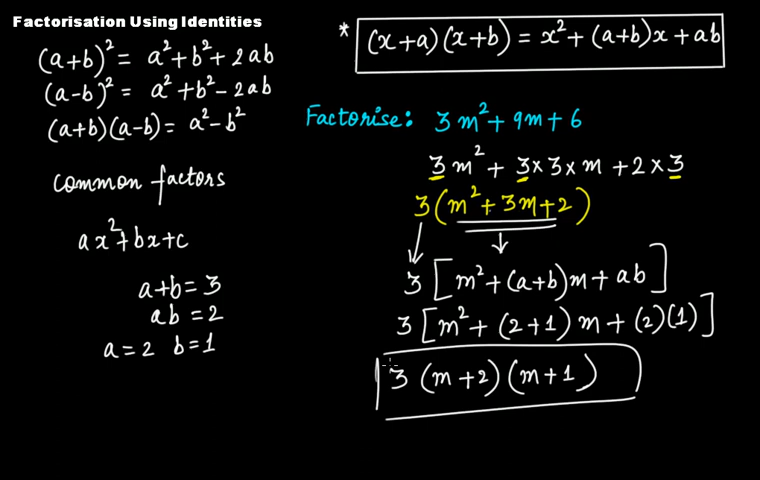 Factorisation Using Identities
(a+b)² = a²+b²+2ab
(a-b)² = a²+b²-2ab
(a+b)(a-b) = a²-b²
common factors
ax²+bx+c
a+b = 3
ab = 2
a = 2 b = 1
* (x+a)(x+b) = x²+(a+b)x+ab
Factorise: 3m²+9m+6
3m² + 3×3×m + 2×3
3(m²+3m+2)
3[m²+(a+b)m+ab]
3[m²+(2+1)m+(2)(1)]
3(m+2)(m+1)